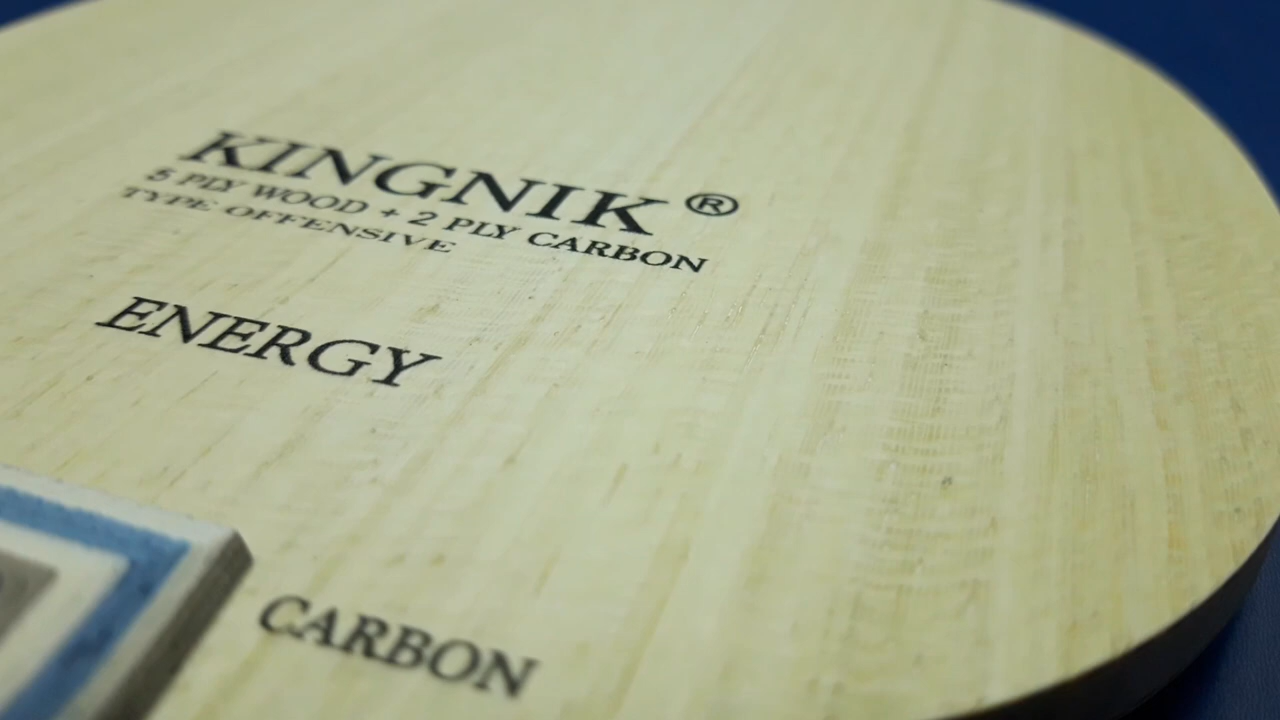 KINGNIK®
5 PLY WOOD + 2 PLY CARBON
TYPE OFFENSIVE
ENERGY
CARBON